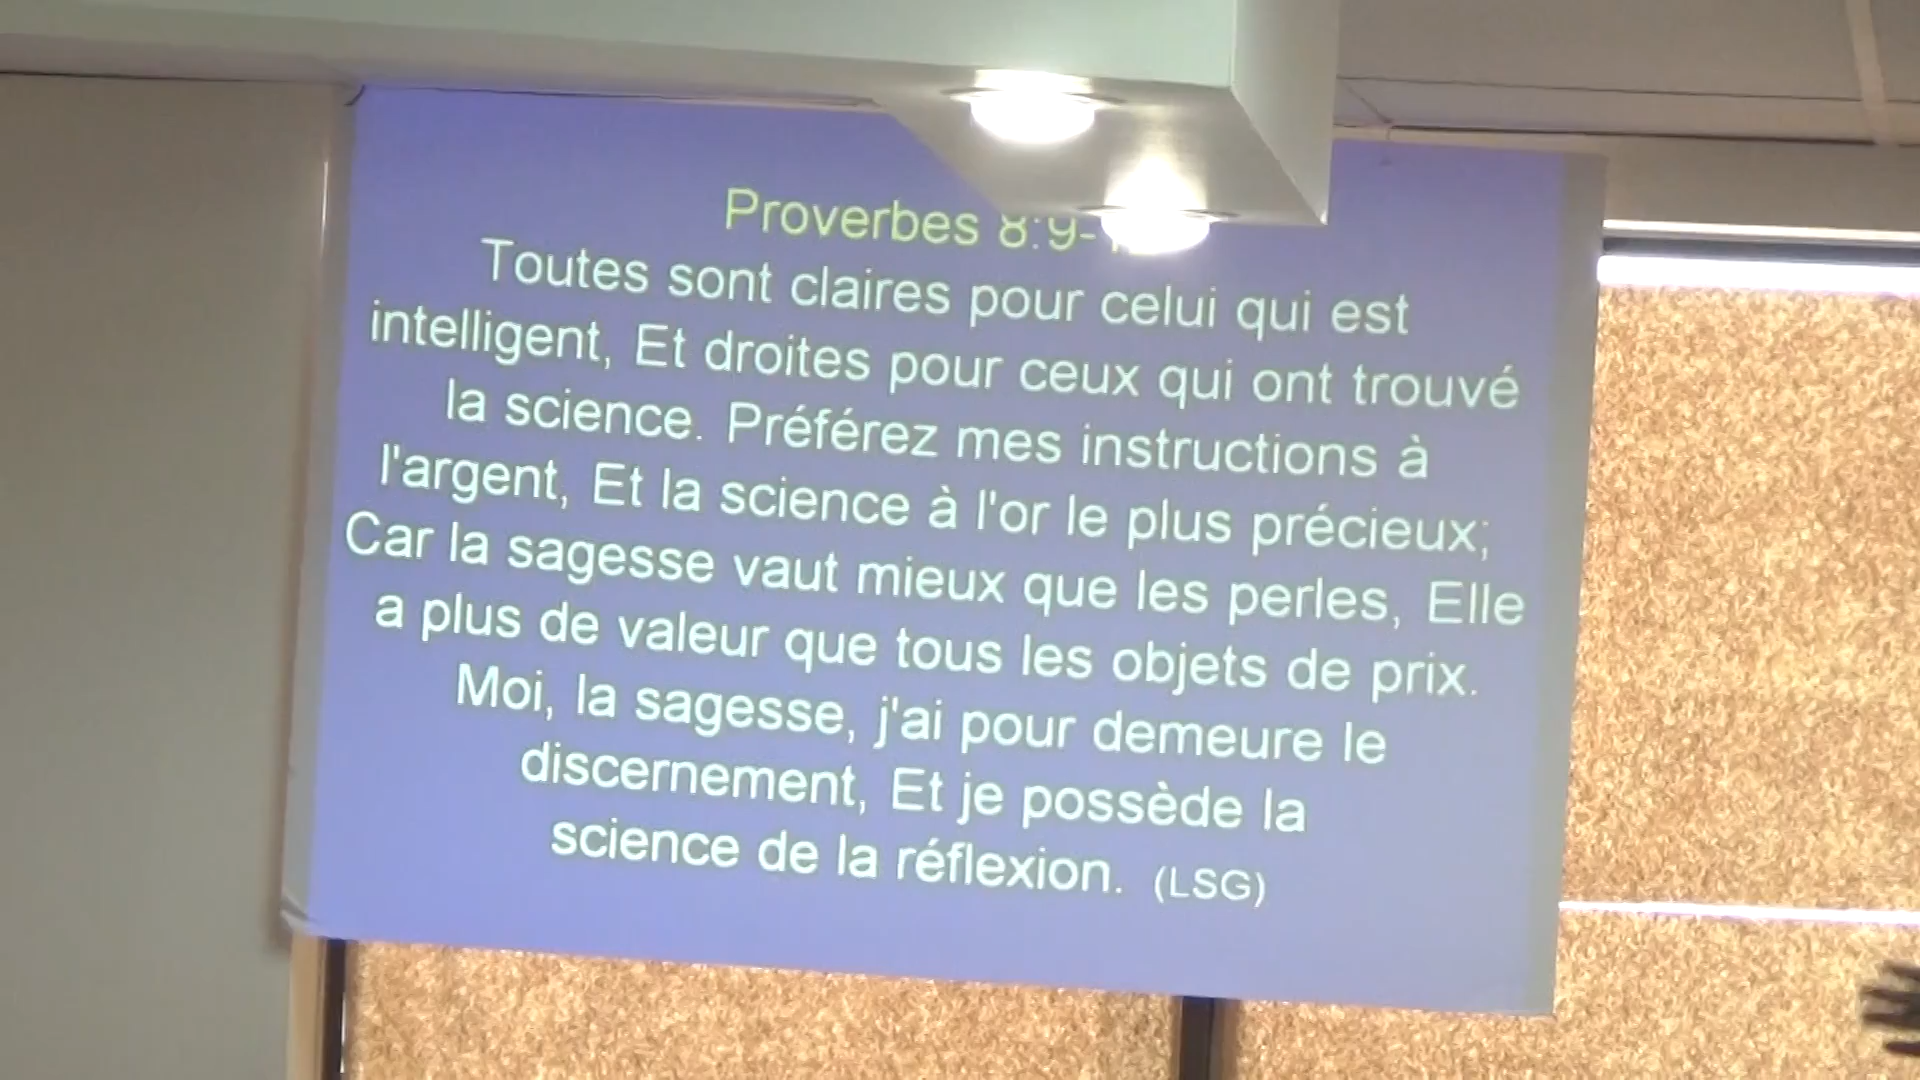 Proverbes 8:9-
Toutes sont claires pour celui qui est
intelligent, Et droites pour ceux qui ont trouvé
la science. Préférez mes instructions à
l'argent, Et la science à l'or le plus précieux;
Car la sagesse vaut mieux que les perles, Elle
a plus de valeur que tous les objets de prix.
Moi, la sagesse, j'ai pour demeure le
discernement, Et je possède la
science de la réflexion. (LSG)